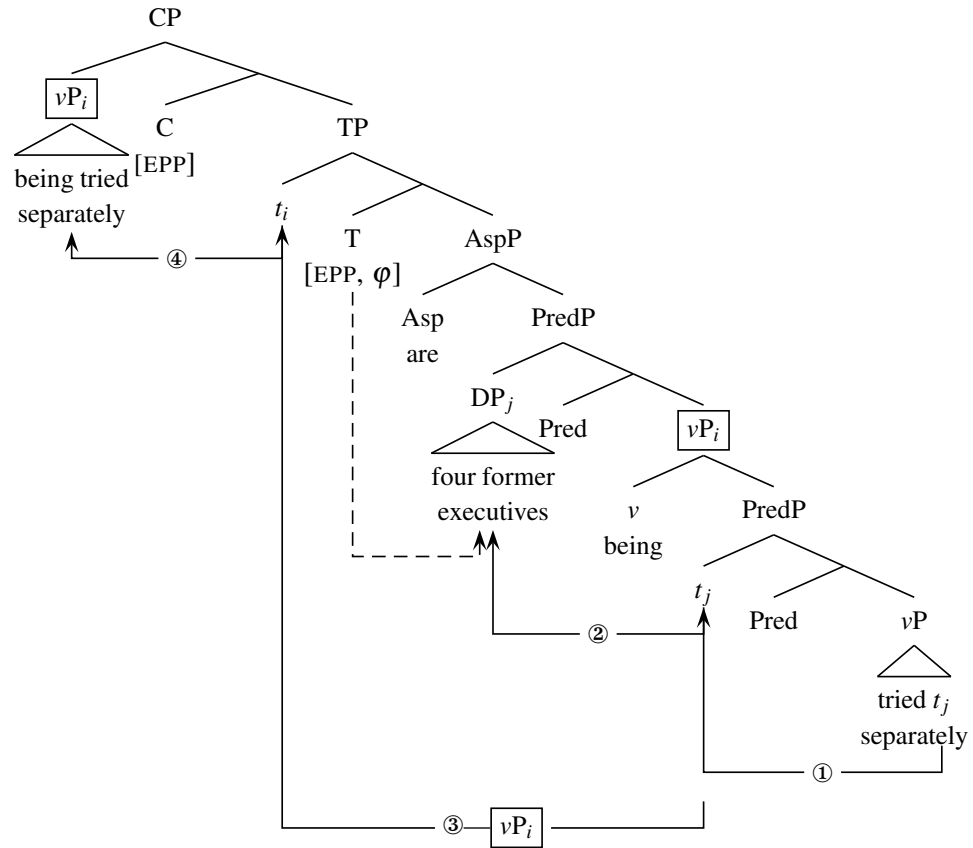 CP
vPᵢ
C
TP
being tried
[EPP]
separately
tᵢ
T
AspP
④
[EPP, φ]
Asp
PredP
are
DPⱼ
Pred
vPᵢ
four former
executives
v
PredP
being
tⱼ
Pred
vP
②
tried tⱼ
separately
①
③
vPᵢ